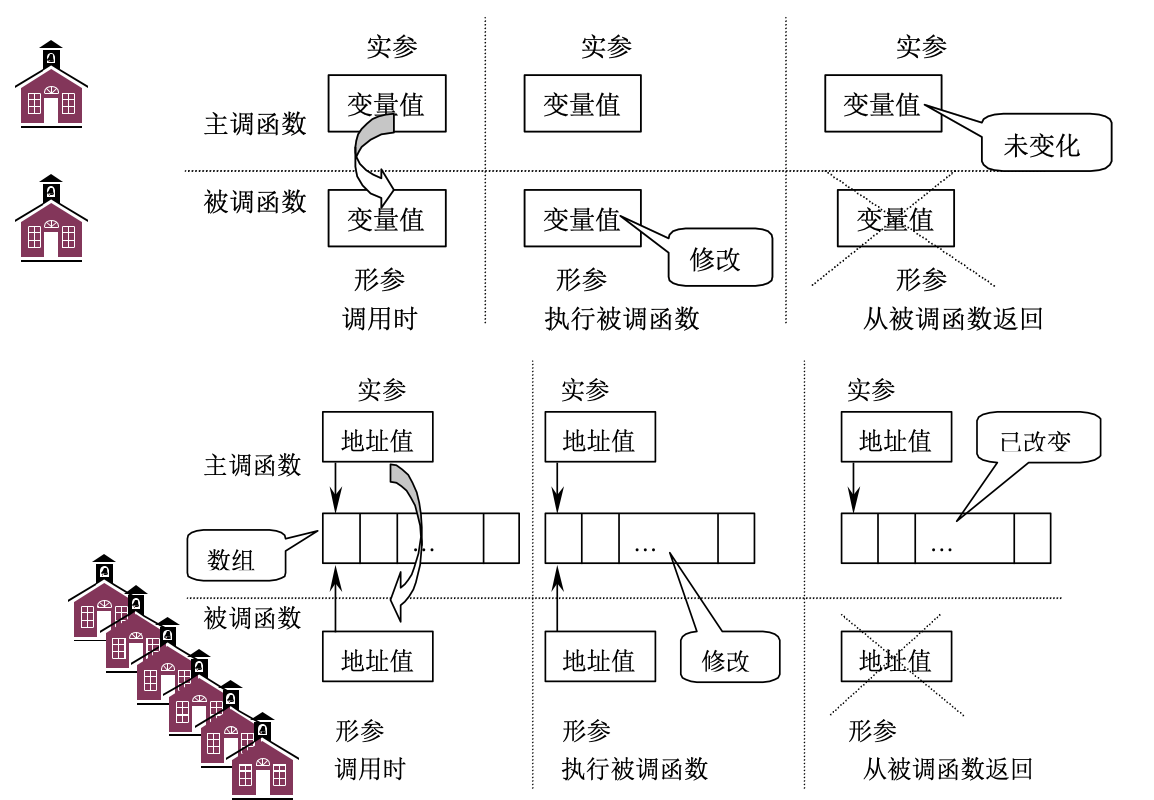 实参 实参 实参
变量值 变量值 变量值
主调函数
未变化
被调函数
变量值 变量值 变量值
修改
形参 形参 形参
调用时 执行被调函数 从被调函数返回
实参 实参 实参
地址值 地址值 地址值 已改变
主调函数
数组 … … …
被调函数
地址值 地址值 修改 地址值
形参 形参 形参
调用时 执行被调函数 从被调函数返回